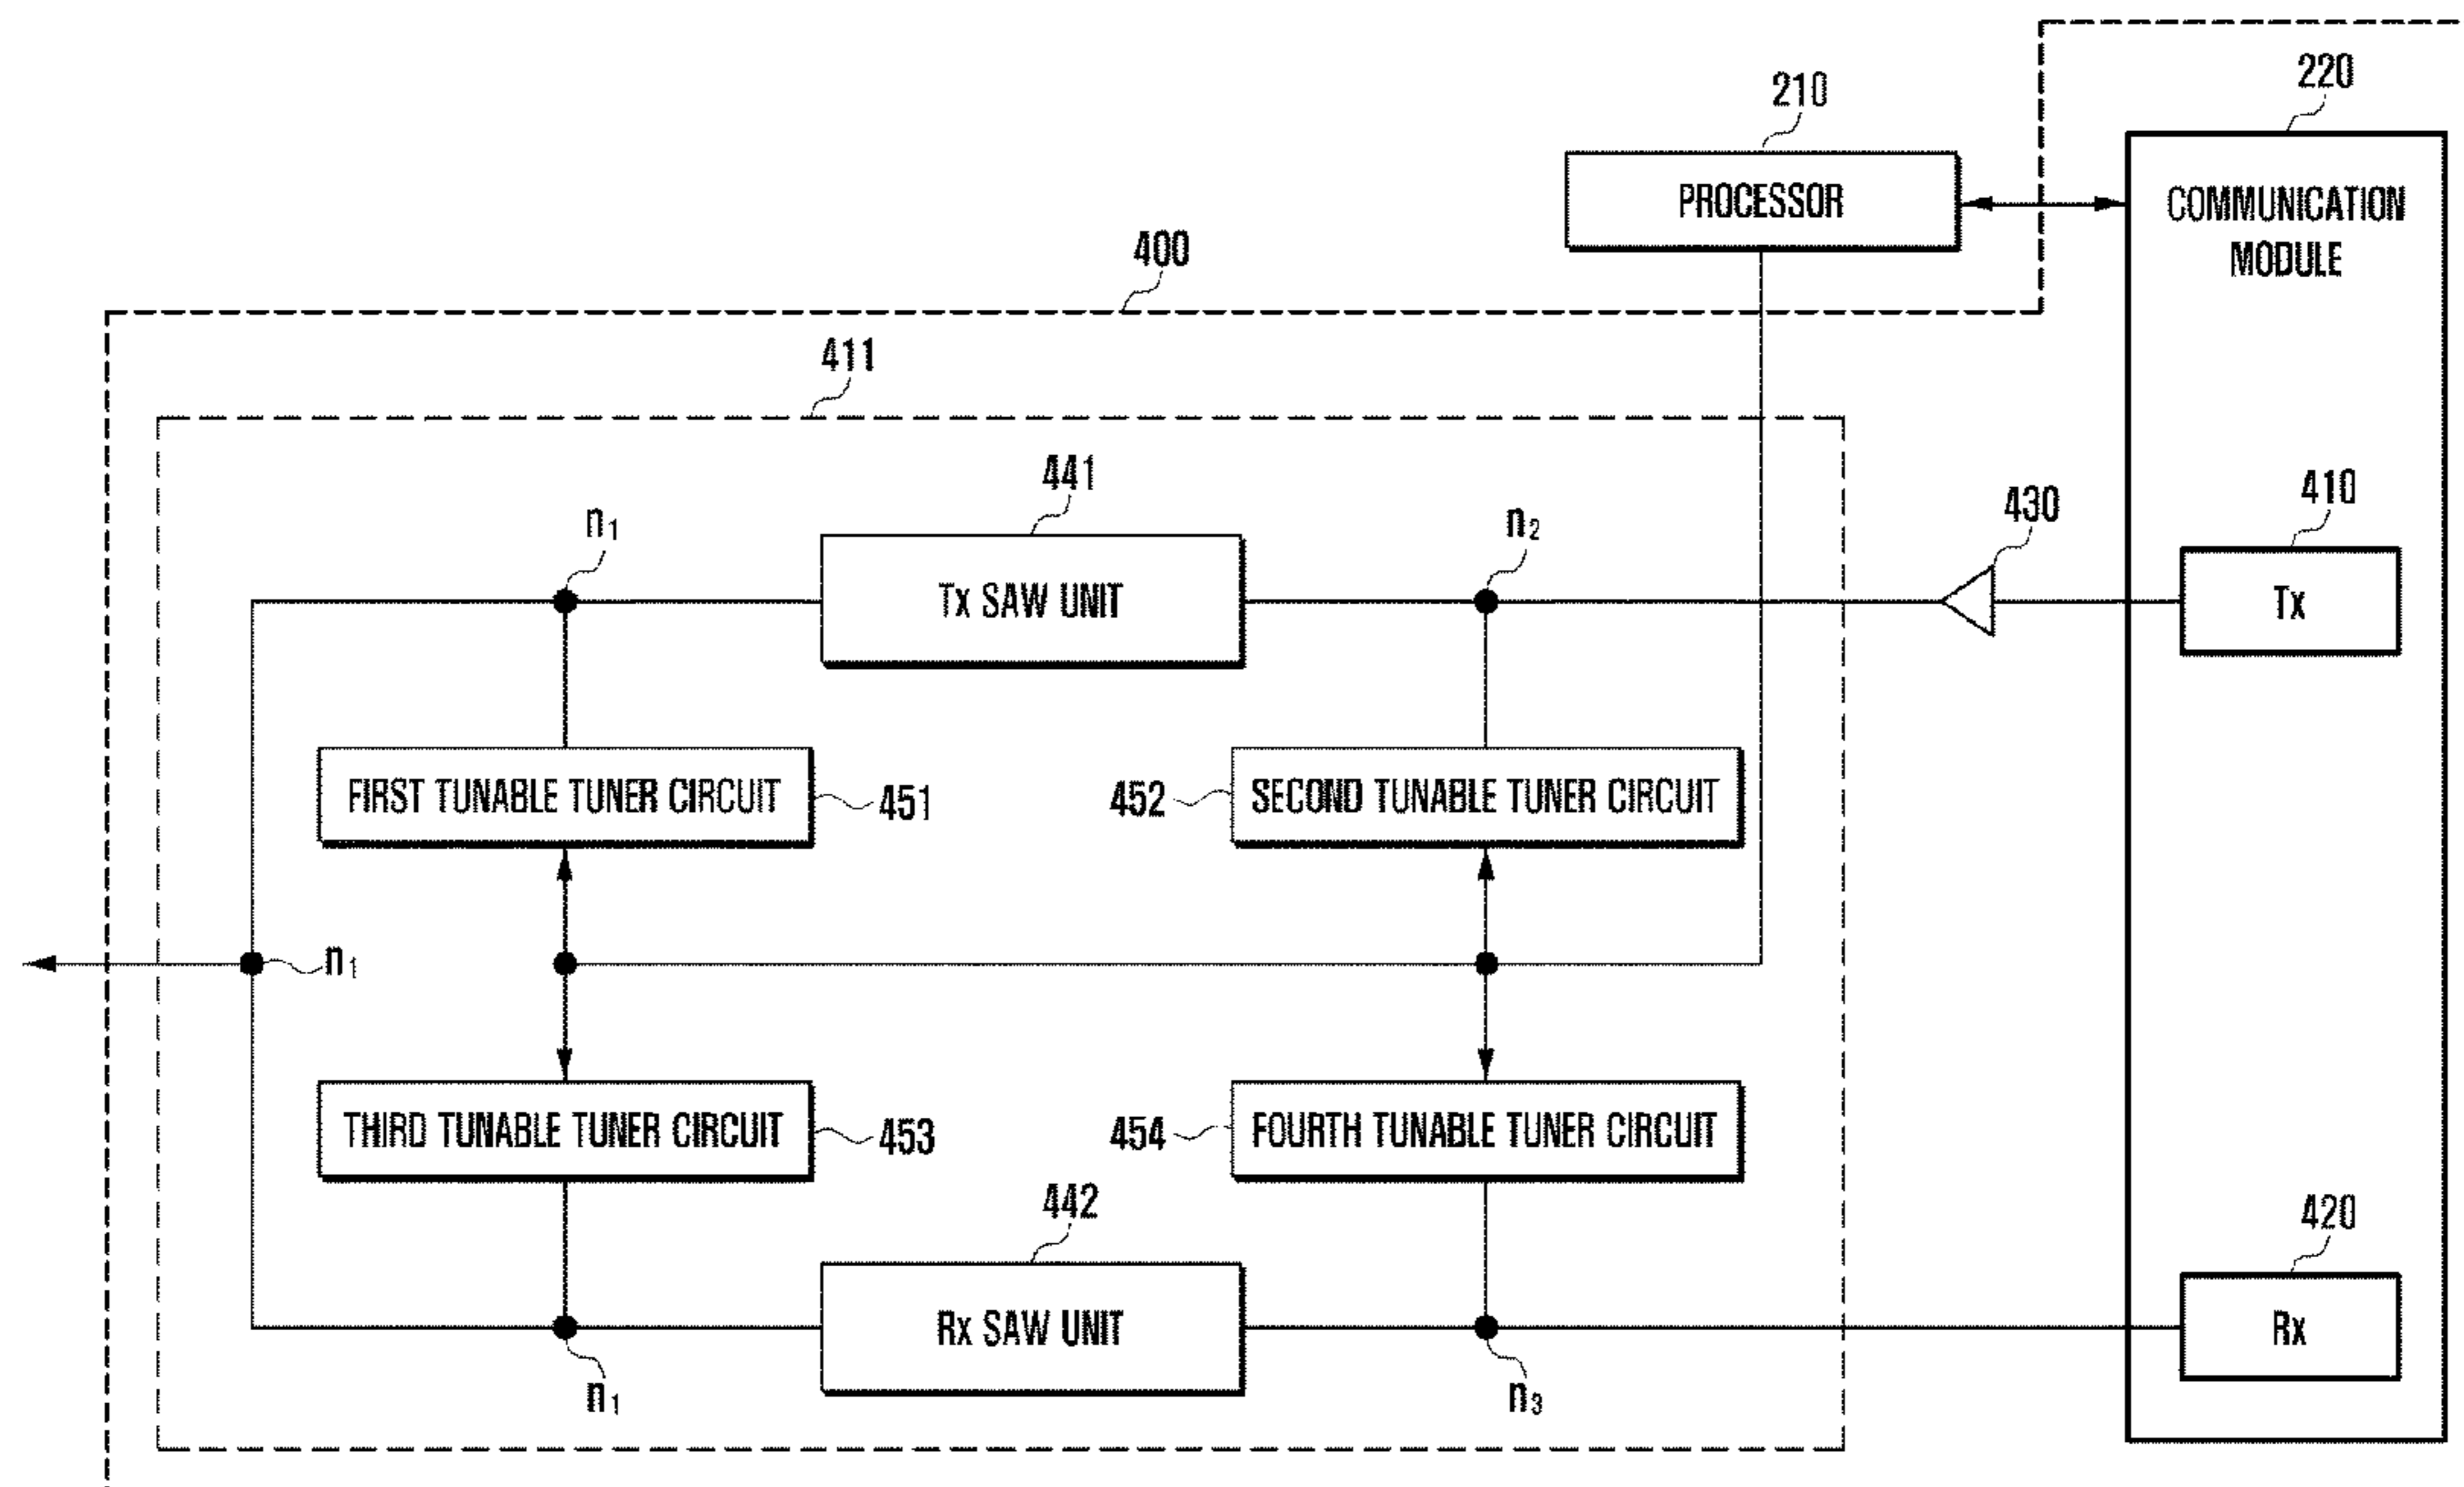 220
210
PROCESSOR
COMMUNICATION
MODULE
400
411
441
410
430
n1
n2
Tx SAW UNIT
Tx
FIRST TUNABLE TUNER CIRCUIT
451
452
SECOND TUNABLE TUNER CIRCUIT
n1
THIRD TUNABLE TUNER CIRCUIT
453
454
FOURTH TUNABLE TUNER CIRCUIT
442
420
Rx SAW UNIT
Rx
n1
n3